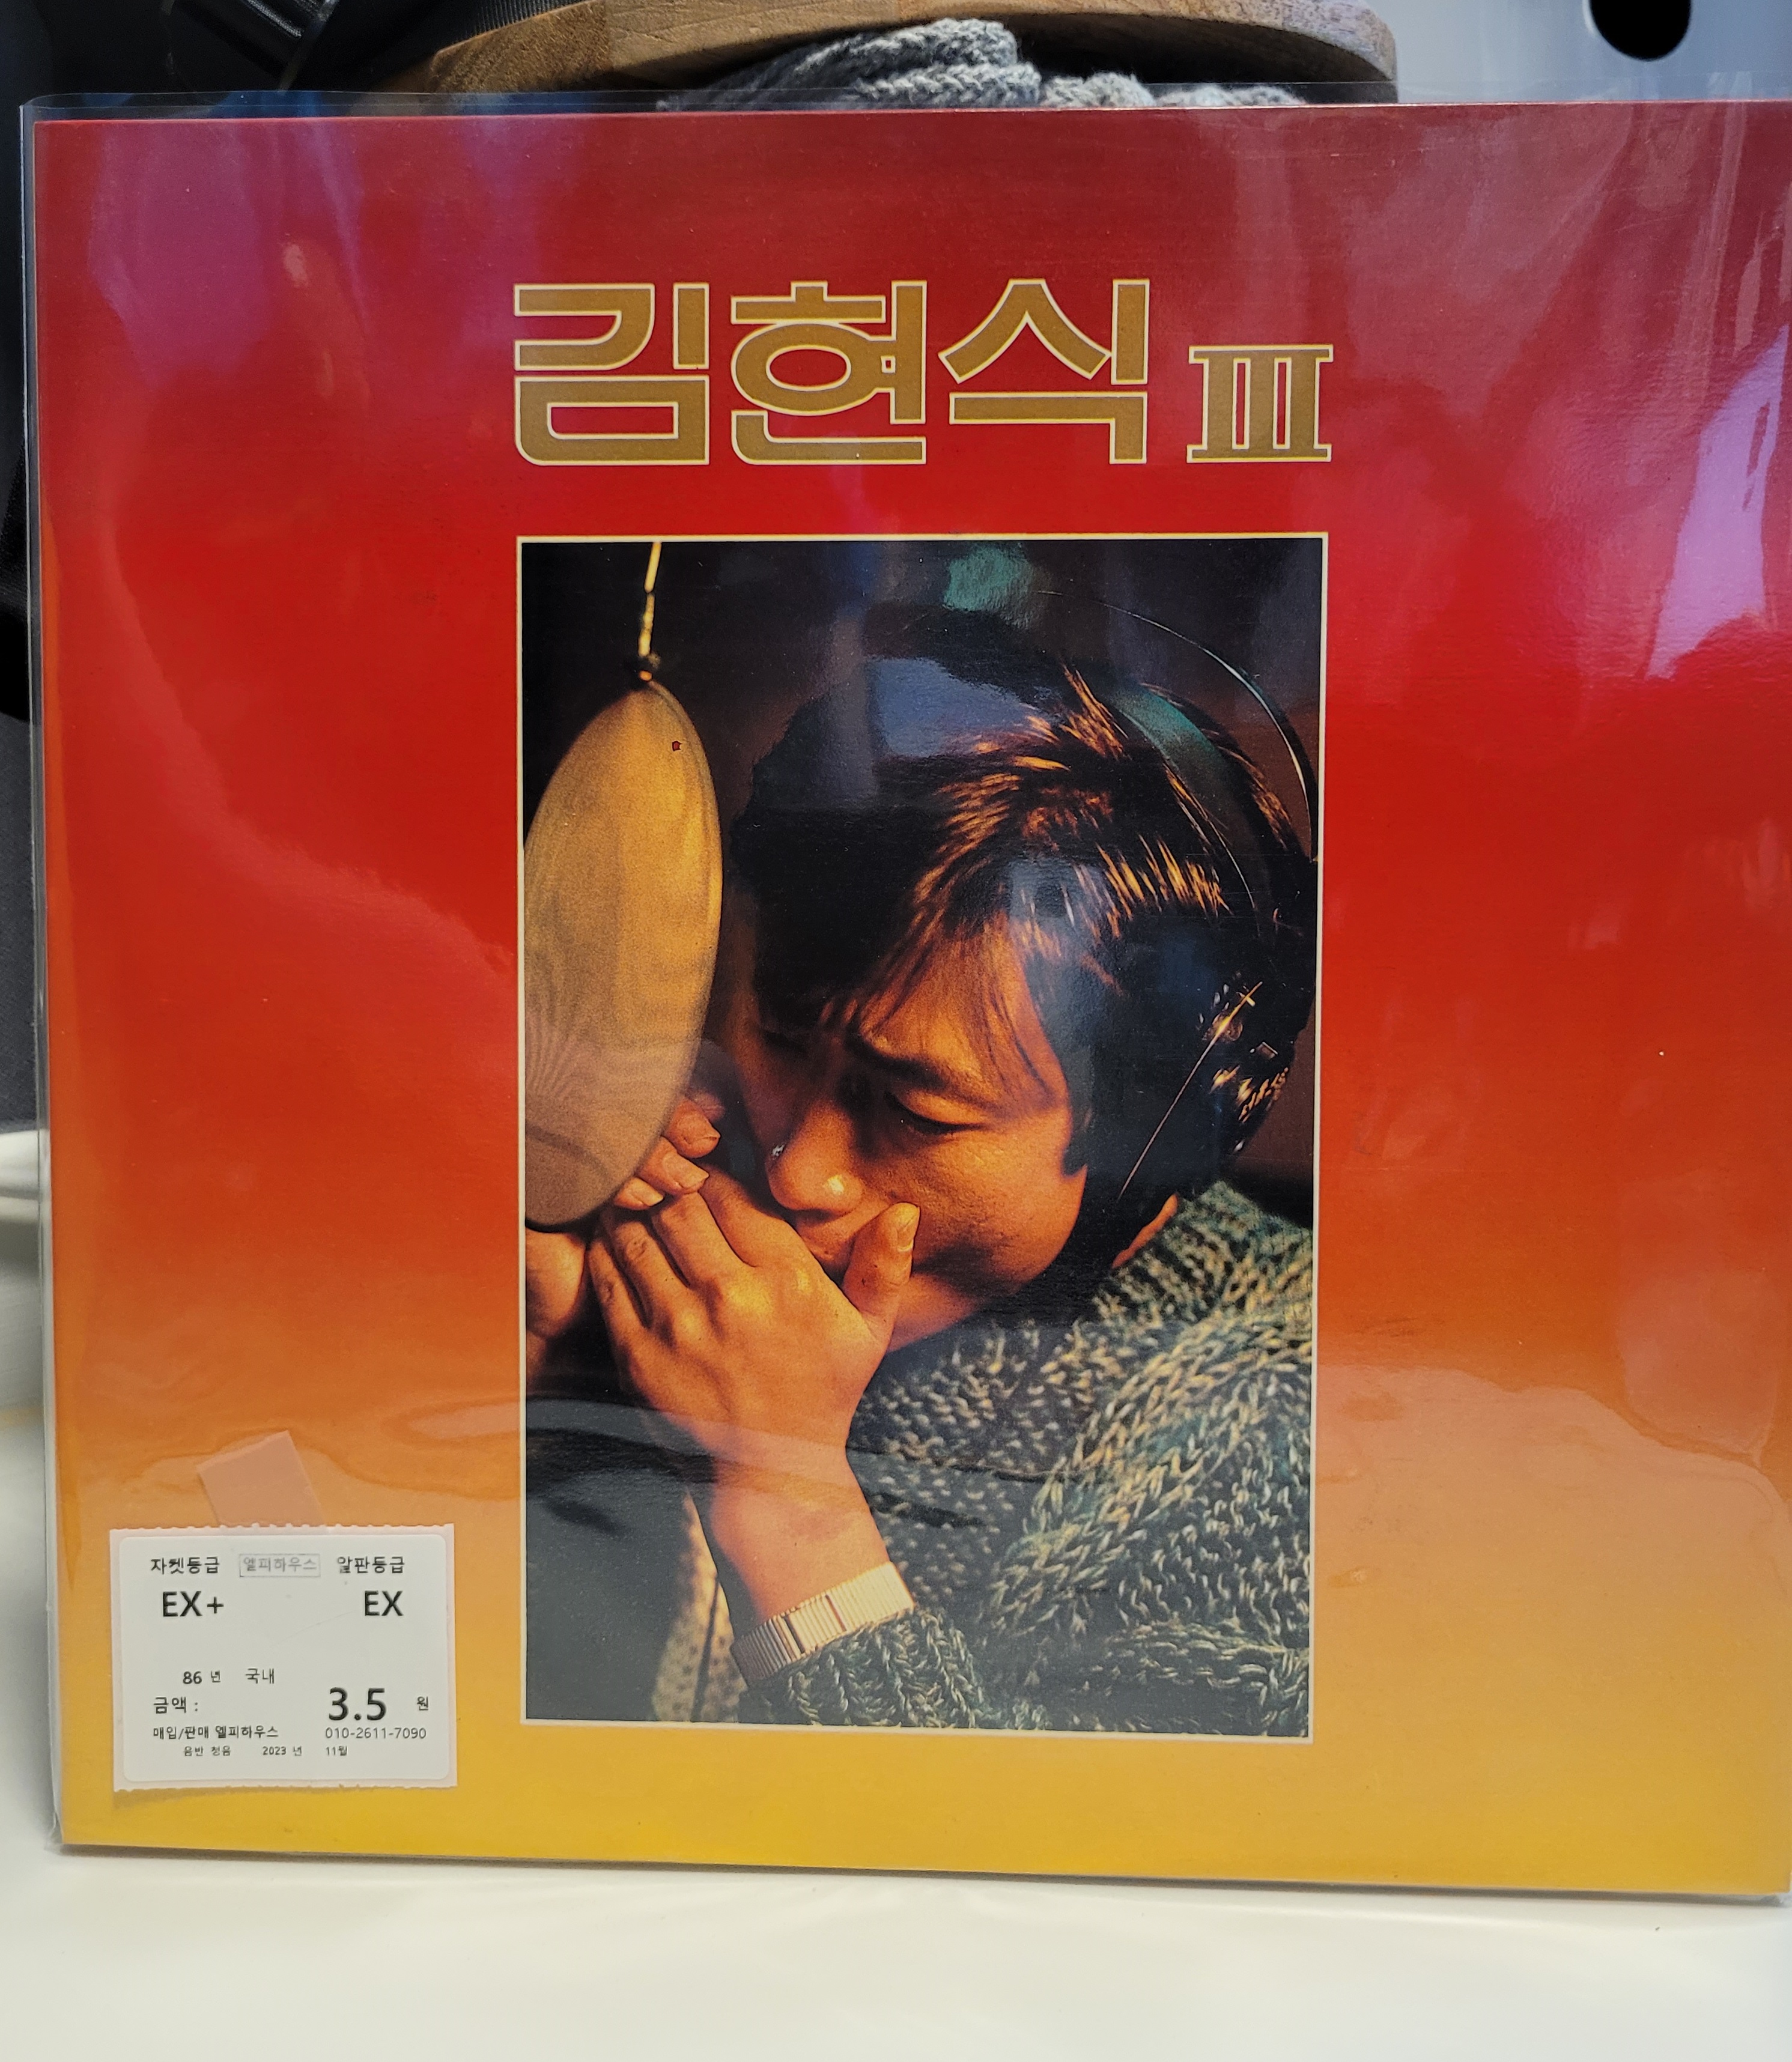 김현식 III
자켓등급 엘피하우스 알판등급
EX+ EX
86 년 국내
금액 : 3.5 원
매입/판매 엘피하우스 010-2611-7090
음반 청음 2023 년 11월